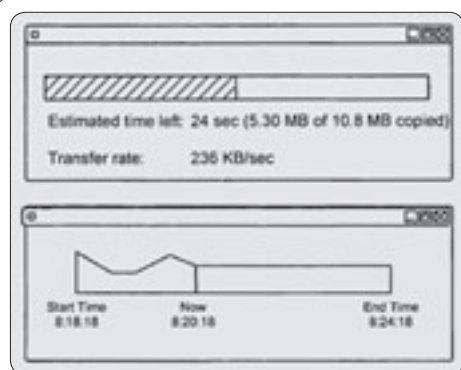 Estimated time left: 24 sec (5.30 MB of 10.8 MB copied)
Transfer rate: 236 KB/sec
Start Time Now End Time
8:18.18 8:20:18 8:24:18